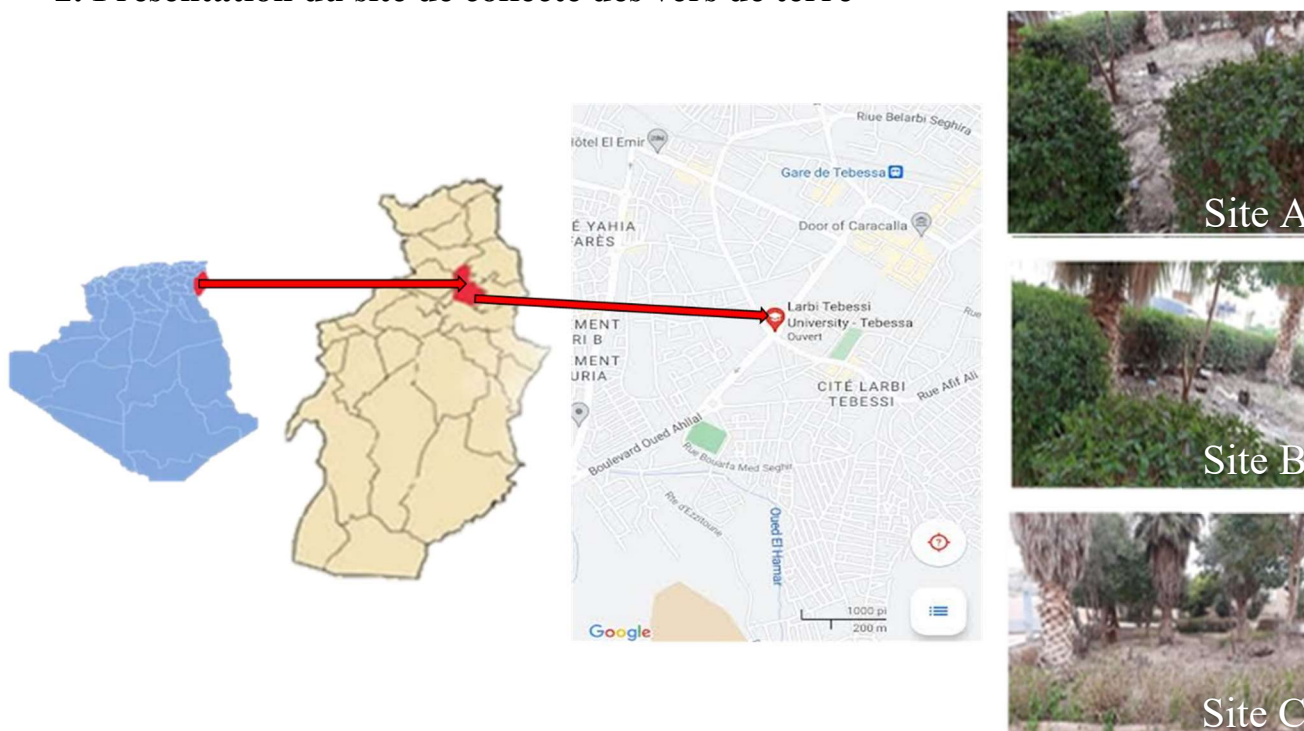 Riue Belarbi Seghira
Hôtel El Emir
Gare de Tebessa
É YAHIA
FARÈS
Door of Caracalla
Larbi Tebessi
University - Tebessa
Ouvert
Rue
MENT
RI B
MENT
URIA
CITÉ LARBI
TEBESSI
Rue Afif Ali
Boulevard Oued Ahllal
Rue Bouarfa Med Seghir
Rte d'Ezzitoune
Oued El Hamar
1000 pi
200 m
Google
Site A
Site B
Site C